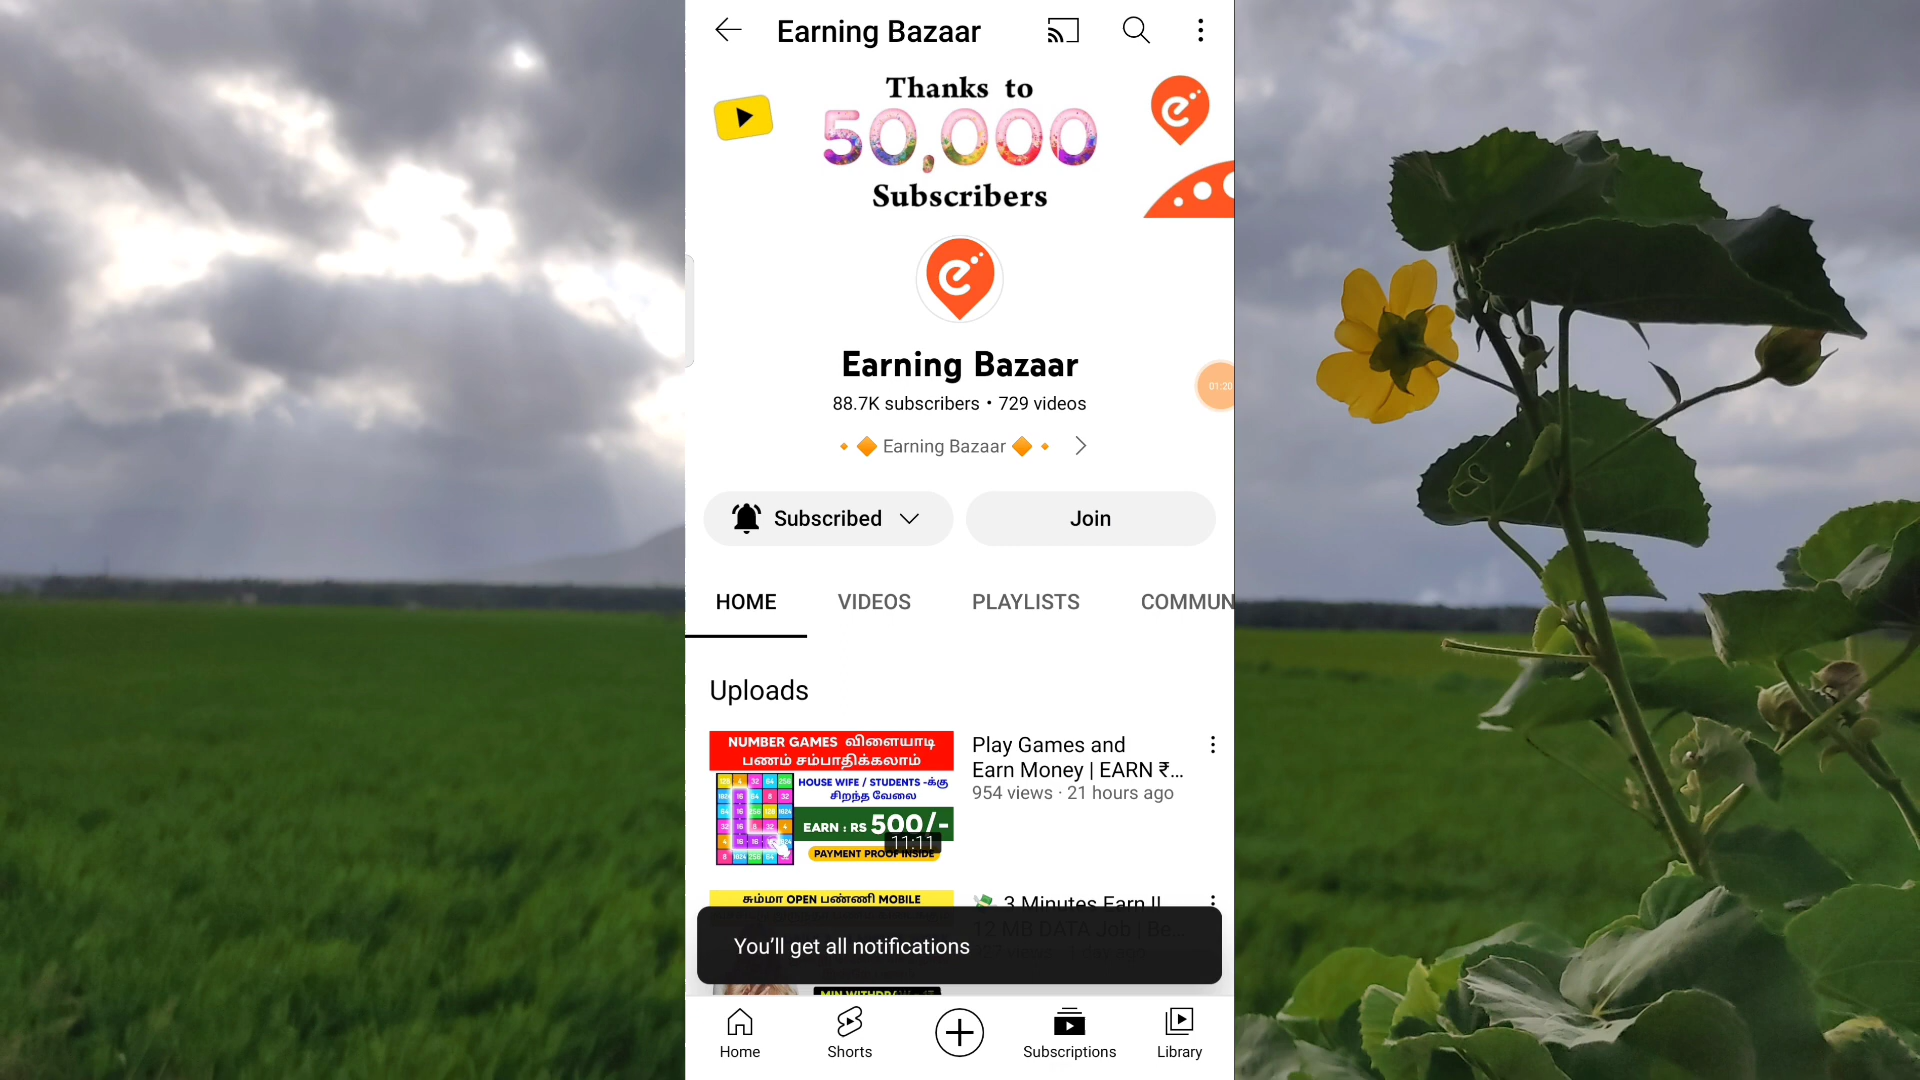 Earning Bazaar
Thanks to
50,000
Subscribers
e
Earning Bazaar
88.7K subscribers • 729 videos
🔸🔶 Earning Bazaar 🔶🔸
01:20
Subscribed
Join
HOME
VIDEOS
PLAYLISTS
COMMUN
Uploads
NUMBER GAMES விளையாடி
பணம் சம்பாதிக்கலாம்
HOUSE WIFE / STUDENTS -க்கு
சிறந்த வேலை
EARN : RS 500/-
11:11
PAYMENT PROOF INSIDE
Play Games and
Earn Money | EARN ₹...
954 views · 21 hours ago
சும்மா OPEN பண்ணி MOBILE
💸 3 Minutes Earn ||
12 MB DATA Job | Be...
You'll get all notifications
Home
Shorts
Subscriptions
Library